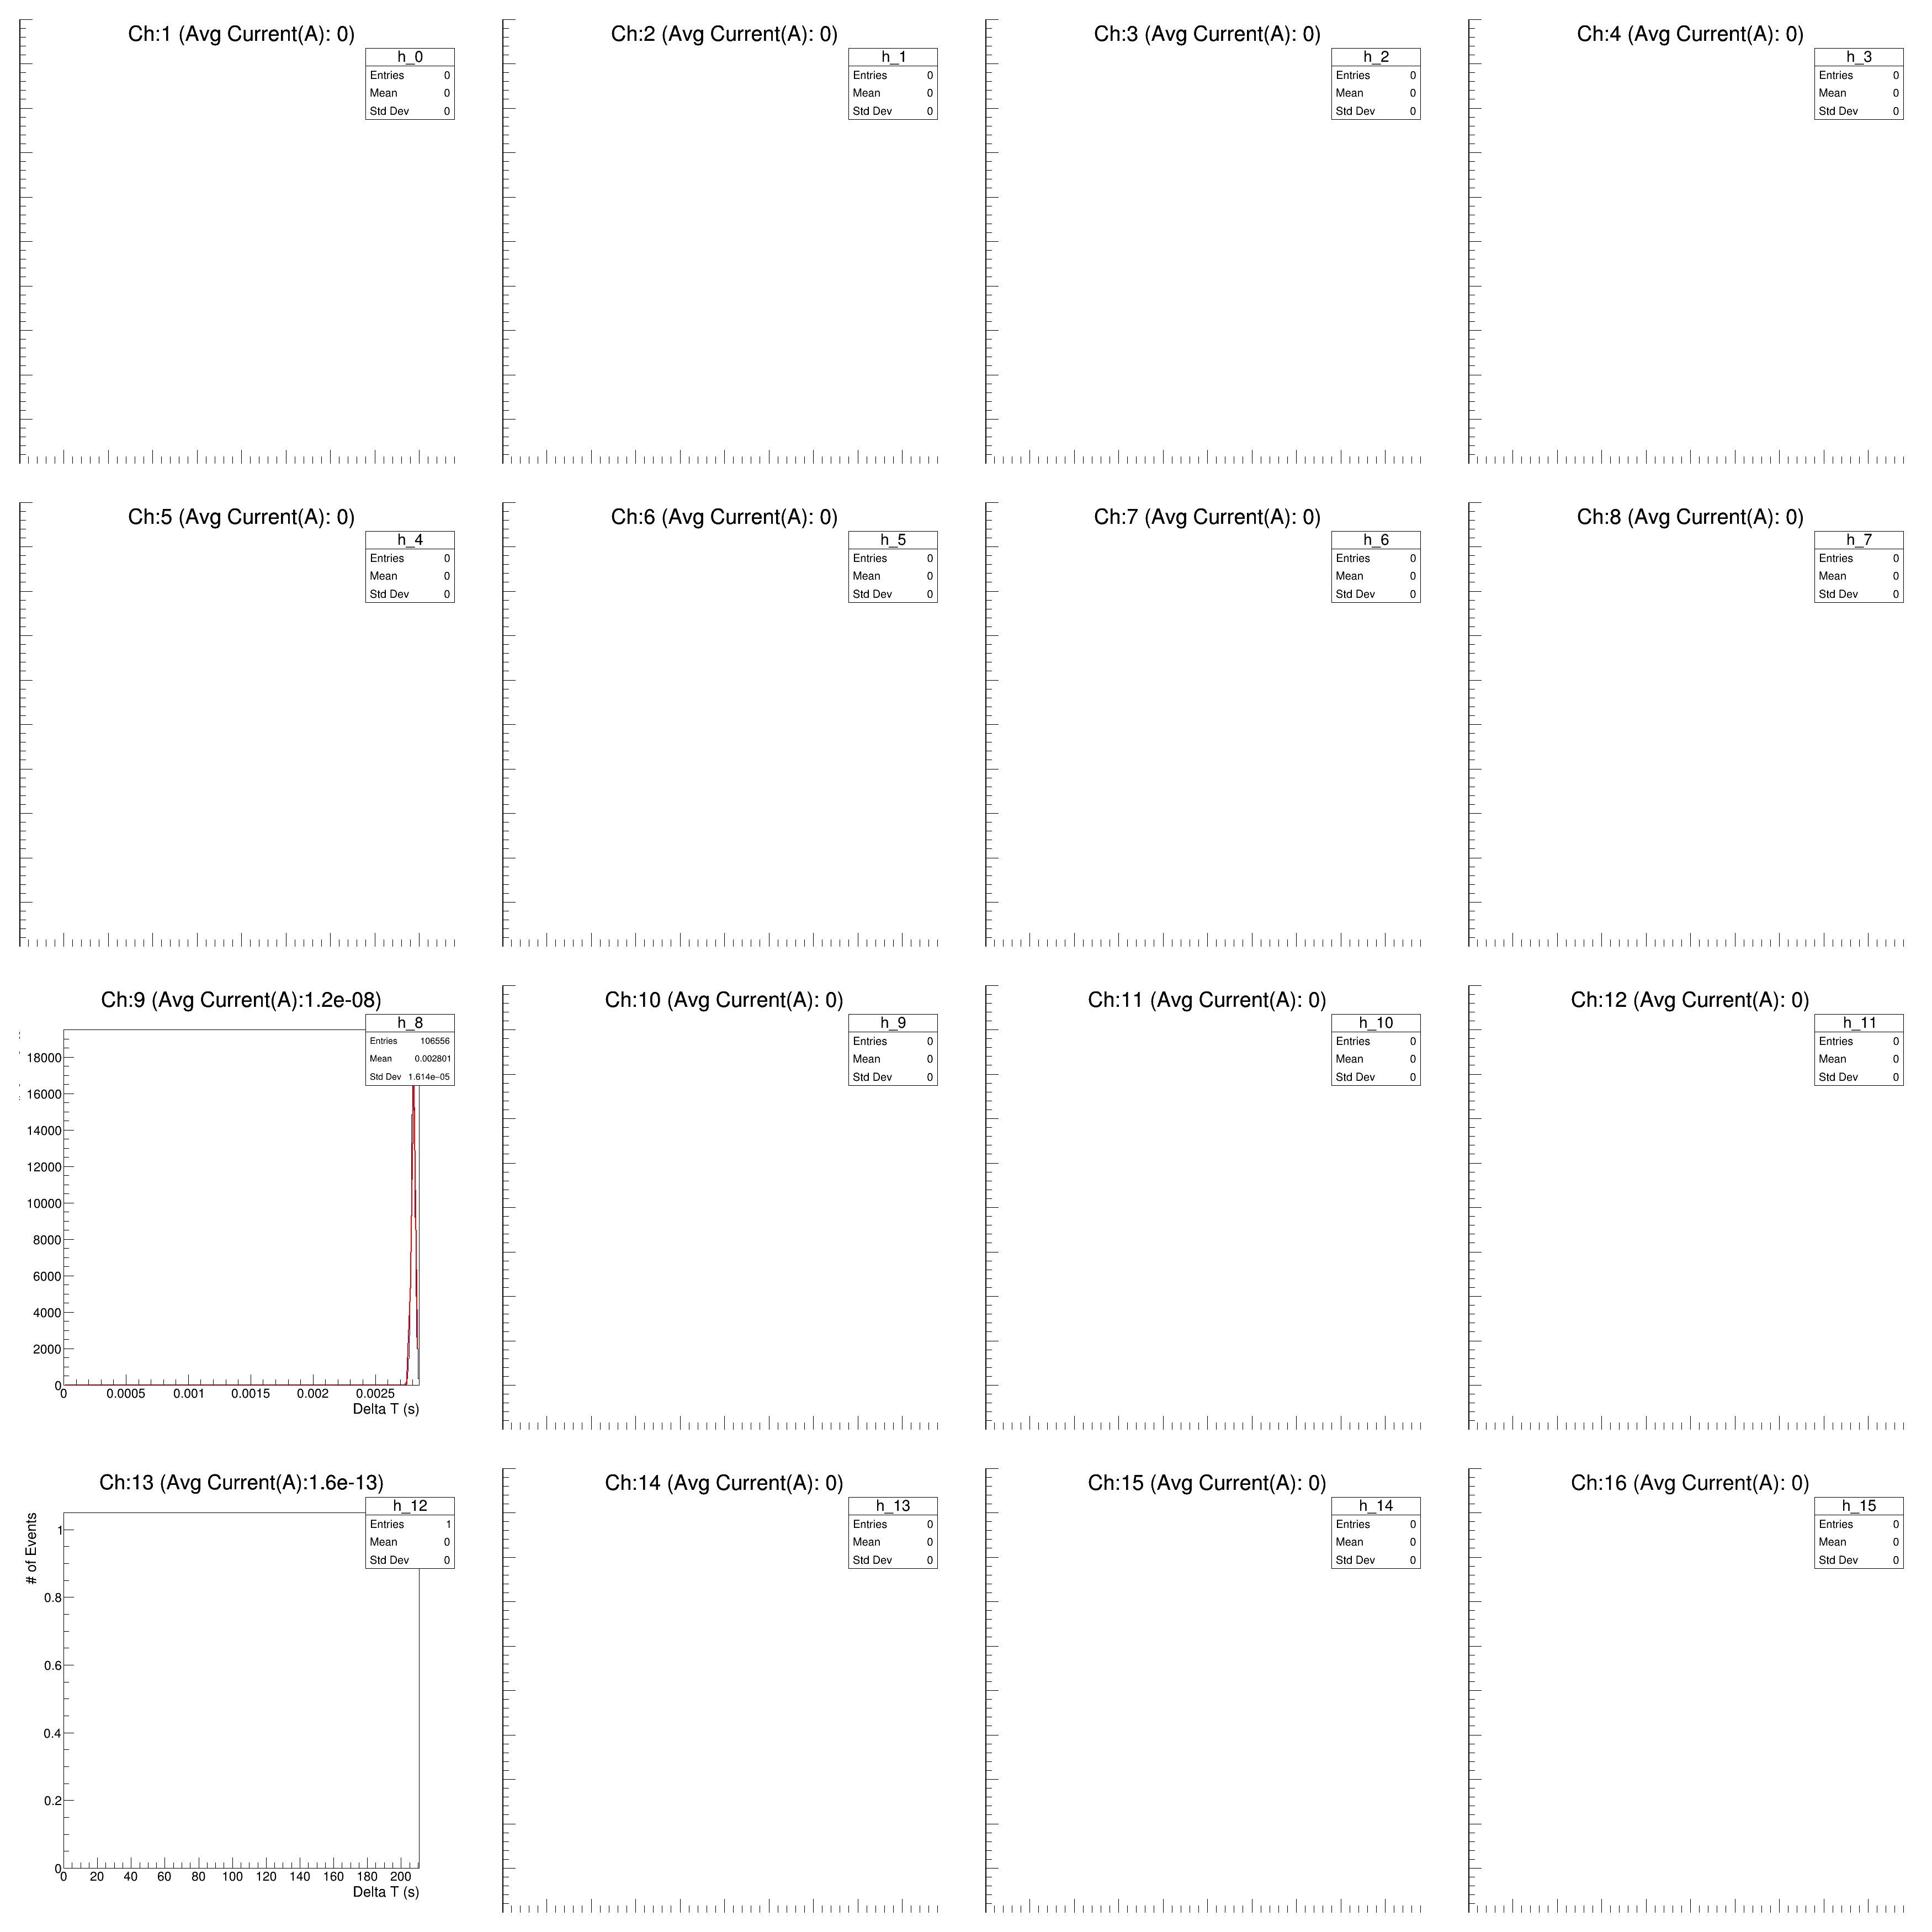 Ch:1 (Avg Current(A): 0)
h_0
Entries 0
Mean 0
Std Dev 0
Ch:2 (Avg Current(A): 0)
h_1
Entries 0
Mean 0
Std Dev 0
Ch:3 (Avg Current(A): 0)
h_2
Entries 0
Mean 0
Std Dev 0
Ch:4 (Avg Current(A): 0)
h_3
Entries 0
Mean 0
Std Dev 0
Ch:5 (Avg Current(A): 0)
h_4
Entries 0
Mean 0
Std Dev 0
Ch:6 (Avg Current(A): 0)
h_5
Entries 0
Mean 0
Std Dev 0
Ch:7 (Avg Current(A): 0)
h_6
Entries 0
Mean 0
Std Dev 0
Ch:8 (Avg Current(A): 0)
h_7
Entries 0
Mean 0
Std Dev 0
Ch:9 (Avg Current(A):1.2e-08)
h_8
Entries 106556
Mean 0.002801
Std Dev 1.614e−05
18000
16000
14000
12000
10000
8000
6000
4000
2000
0
0 0.0005 0.001 0.0015 0.002 0.0025
Delta T (s)
Ch:10 (Avg Current(A): 0)
h_9
Entries 0
Mean 0
Std Dev 0
Ch:11 (Avg Current(A): 0)
h_10
Entries 0
Mean 0
Std Dev 0
Ch:12 (Avg Current(A): 0)
h_11
Entries 0
Mean 0
Std Dev 0
Ch:13 (Avg Current(A):1.6e-13)
h_12
Entries 1
Mean 0
Std Dev 0
# of Events
1
0.8
0.6
0.4
0.2
0
0 20 40 60 80 100 120 140 160 180 200
Delta T (s)
Ch:14 (Avg Current(A): 0)
h_13
Entries 0
Mean 0
Std Dev 0
Ch:15 (Avg Current(A): 0)
h_14
Entries 0
Mean 0
Std Dev 0
Ch:16 (Avg Current(A): 0)
h_15
Entries 0
Mean 0
Std Dev 0